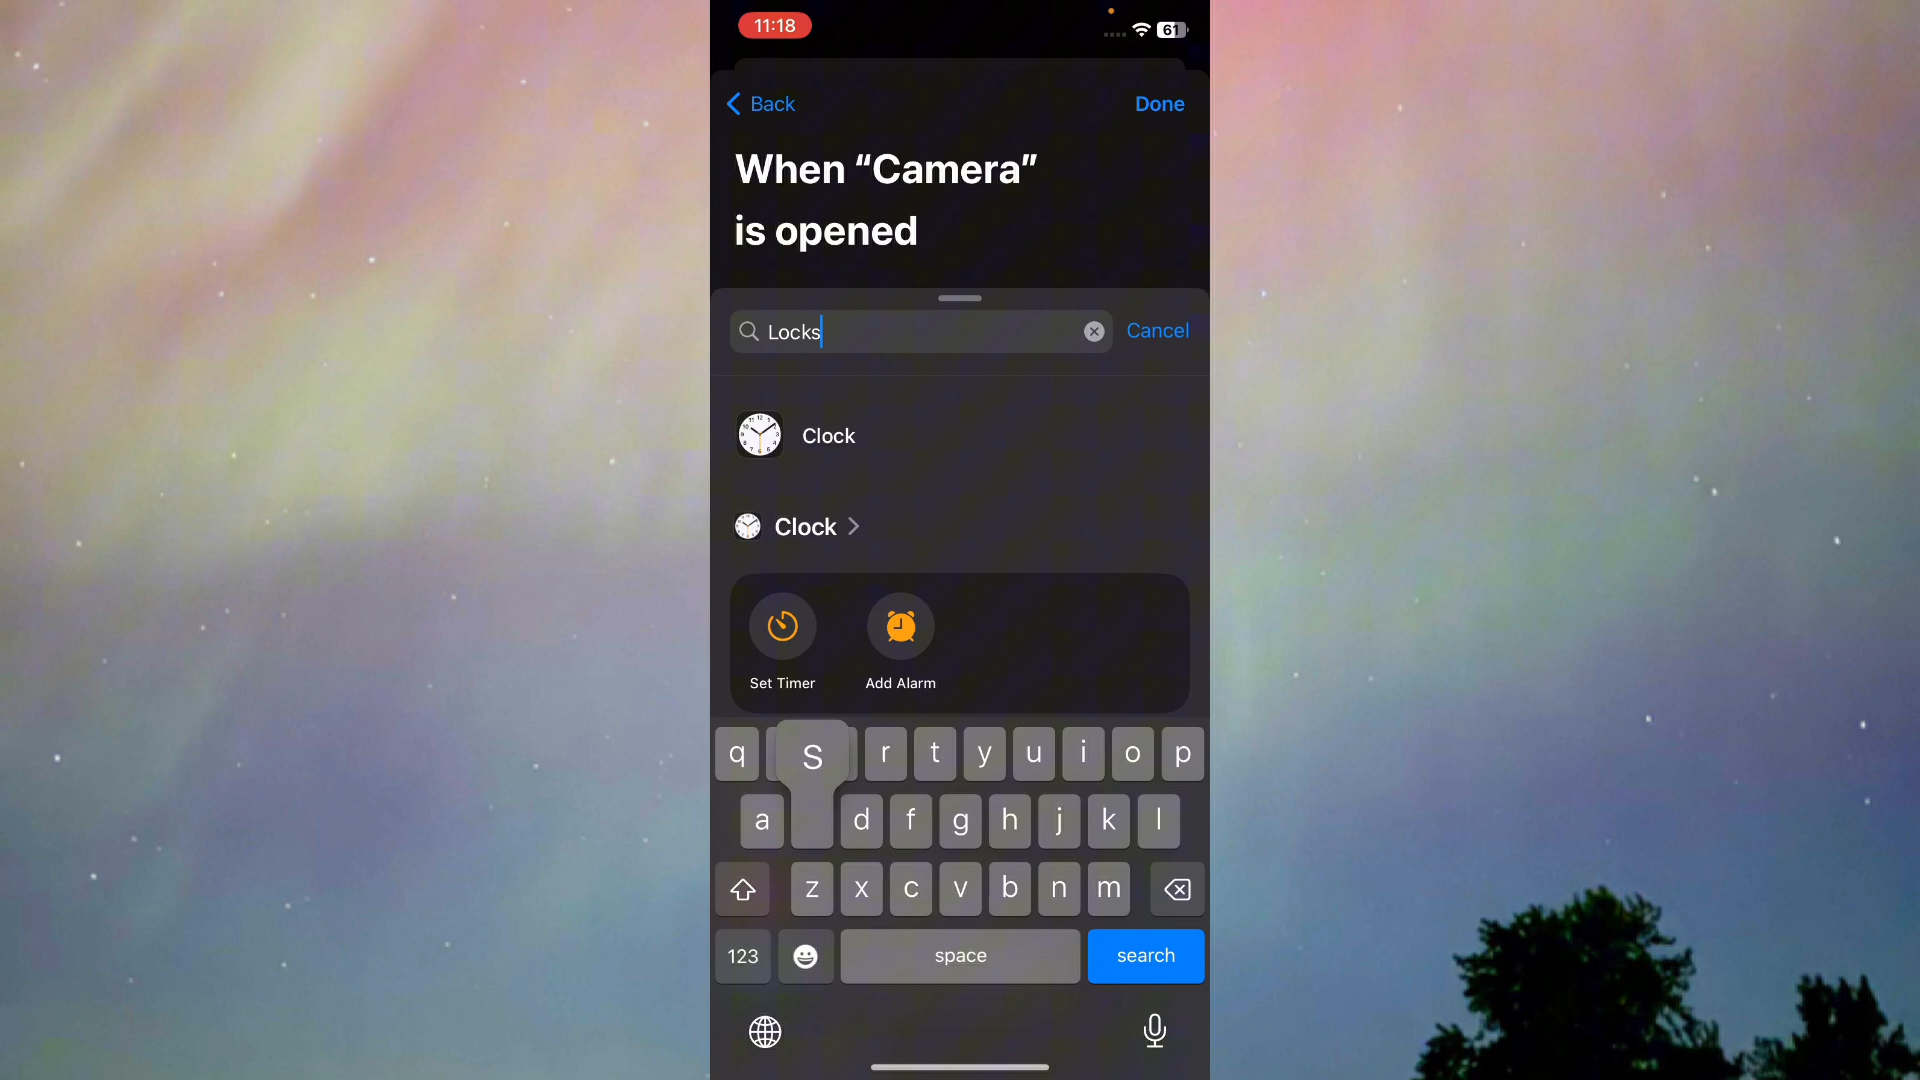 11:18
61
Back
Done
When “Camera”
is opened
Locks
Cancel
Clock
Clock
Set Timer
Add Alarm
q S r t y u i o p
a d f g h j k l
z x c v b n m
123
space
search